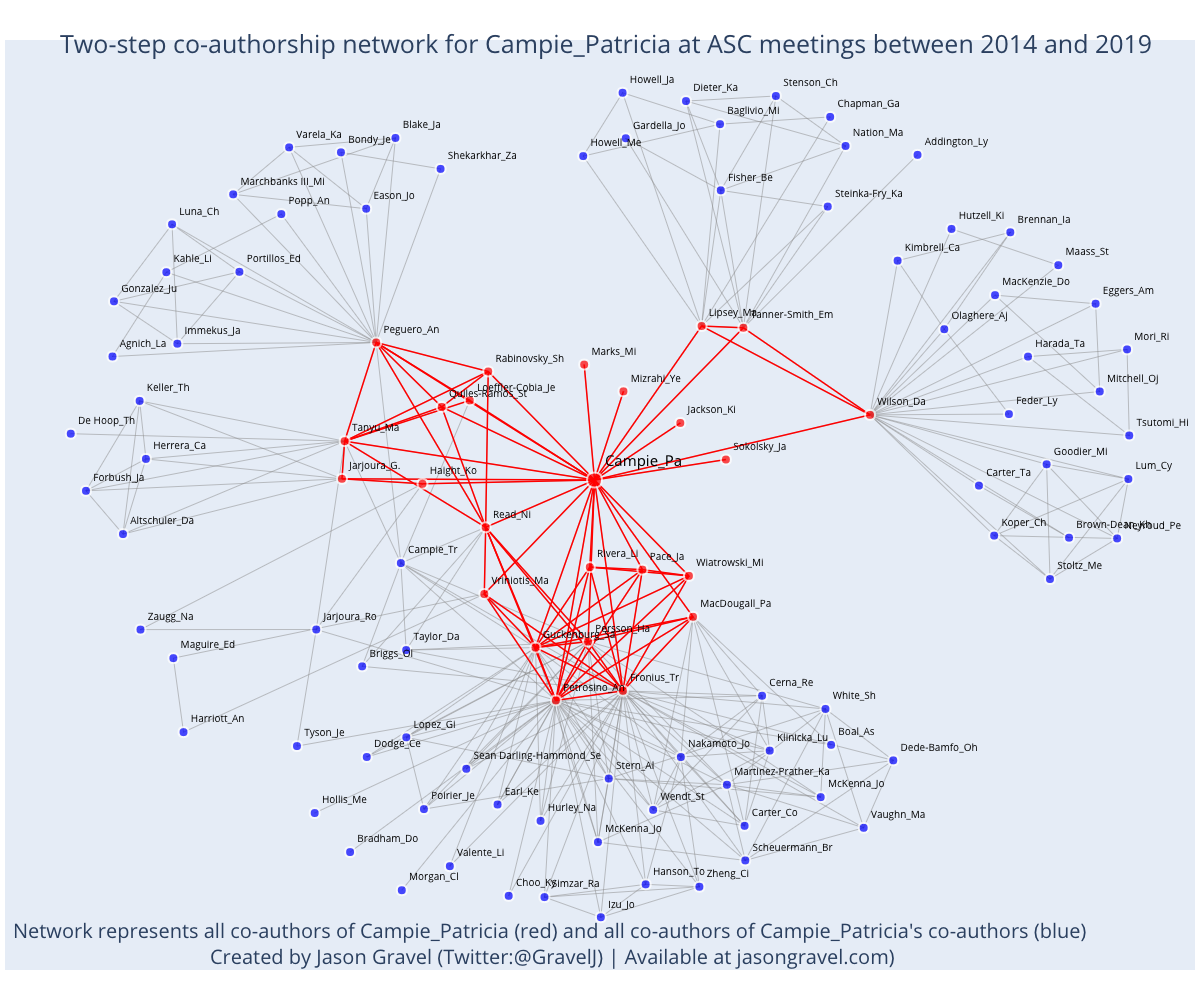 Two-step co-authorship network for Campie_Patricia at ASC meetings between 2014 and 2019
Howell_Ja
Dieter_Ka
Stenson_Ch
Chapman_Ga
Baglivio_Mi
Gardella_Jo
Howell_Me
Nation_Ma
Addington_Ly
Blake_Ja
Varela_Ka
Bondy_Je
Shekarkhar_Za
Fisher_Be
Marchbanks III_Mi
Popp_An
Eason_Jo
Steinka-Fry_Ka
Luna_Ch
Hutzell_Ki
Brennan_Ia
Kimbrell_Ca
Maass_St
Kahle_Li
Portillos_Ed
MacKenzie_Do
Eggers_Am
Gonzalez_Ju
Olaghere_Aj
Lipsey_Ma
Tanner-Smith_Em
Immekus_Ja
Peguero_An
Agnich_La
Harada_Ta
Mori_Ri
Marks_Mi
Rabinovsky_Sh
Mizrahi_Ye
Mitchell_Oj
Keller_Th
Quiles-Ramos_St
Loeffler-Cobia_Je
Wilson_Da
Feder_Ly
Jackson_Ki
De Hoop_Th
Tanyu_Ma
Tsutomi_Hi
Herrera_Ca
Sokolsky_Ja
Campie_Pa
Goodier_Mi
Lum_Cy
Forbush_Ja
Jarjoura_G.
Haight_Ko
Carter_Ta
Altschuler_Da
Read_Ni
Koper_Ch
Brown-Dean_Kh
Neyroud_Pe
Campie_Tr
Rivera_Li
Pace_Ja
Wiatrowski_Mi
Stoltz_Me
Vriniotis_Ma
MacDougall_Pa
Zaugg_Na
Jarjoura_Ro
Guckenburg_Sa
Persson_Ha
Maguire_Ed
Taylor_Da
Briggs_Ol
Petrosino_An
Fronius_Tr
Cerna_Re
White_Sh
Harriott_An
Tyson_Je
Lopez_Gi
Dodge_Ce
Sean Darling-Hammond_Se
Nakamoto_Jo
Klinicka_Lu
Boal_As
Dede-Bamfo_Oh
Stern_Al
Martinez-Prather_Ka
McKenna_Jo
Hollis_Me
Poirier_Je
Earl_Ke
Hurley_Na
Wendt_St
Carter_Co
Vaughn_Ma
McKenna_Jo
Bradham_Do
Valente_Li
Scheuermann_Br
Morgan_Cl
Choo_Ky
Simzar_Ra
Hanson_To
Zheng_Ci
Izu_Jo
Network represents all co-authors of Campie_Patricia (red) and all co-authors of Campie_Patricia's co-authors (blue)
Created by Jason Gravel (Twitter:@GravelJ) | Available at jasongravel.com)